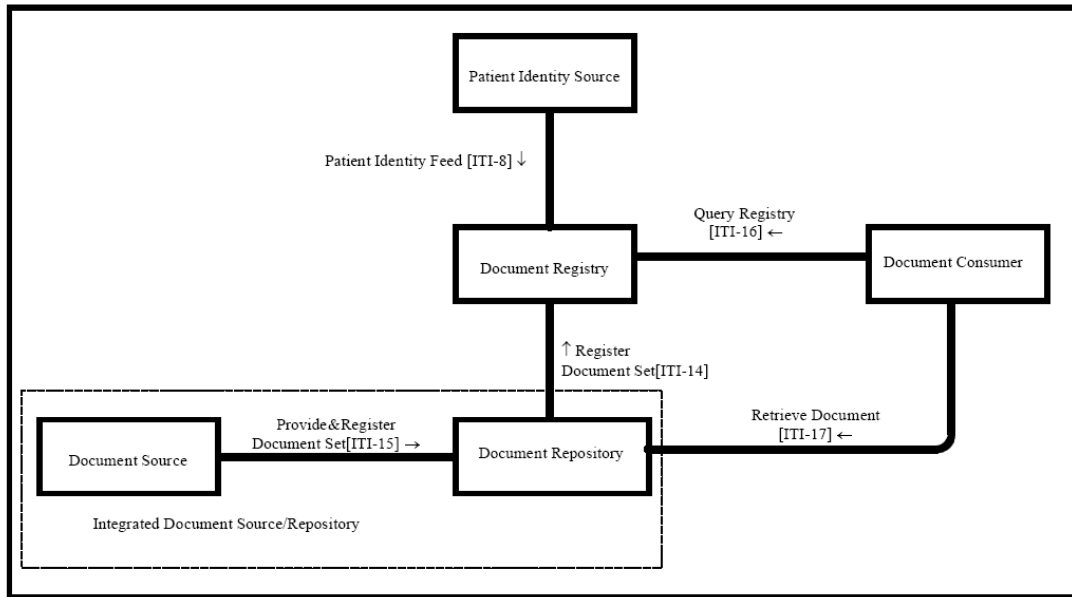 Patient Identity Source
Patient Identity Feed [ITI-8] ↓
Query Registry
[ITI-16] ←
Document Registry
Document Consumer
↑ Register
Document Set[ITI-14]
Provide&Register
Document Set[ITI-15] →
Retrieve Document
[ITI-17] ←
Document Source
Document Repository
Integrated Document Source/Repository